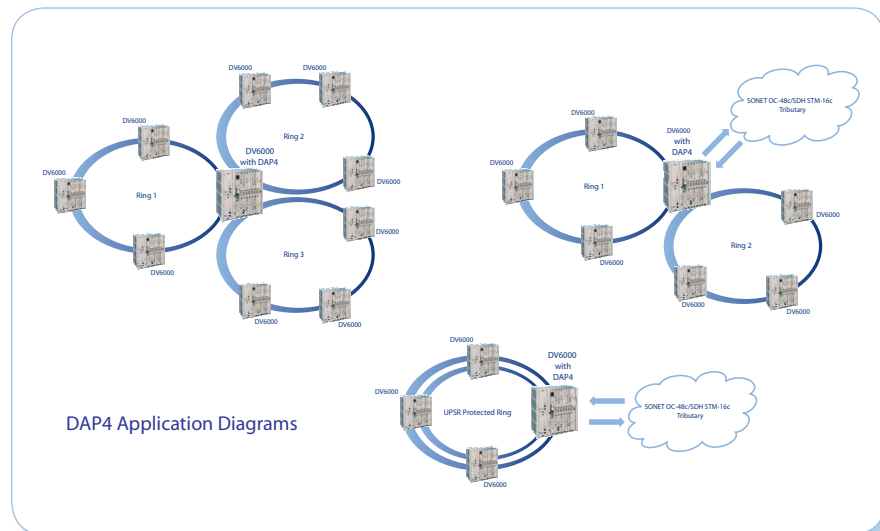 DV6000
DV6000
Ring 2
DV6000
DV6000
with DAP4
DV6000
DV6000
Ring 1
DV6000
DV6000
Ring 3
DV6000
DV6000
DV6000
SONET OC-48c/SDH STM-16c
Tributary
DV6000
with
DAP4
DV6000
DV6000
Ring 1
DV6000
DV6000
Ring 2
DV6000
DV6000
DV6000
with
DAP4
DV6000
DV6000
UPSR Protected Ring
DV6000
SONET OC-48c/SDH STM-16c
Tributary
DAP4 Application Diagrams